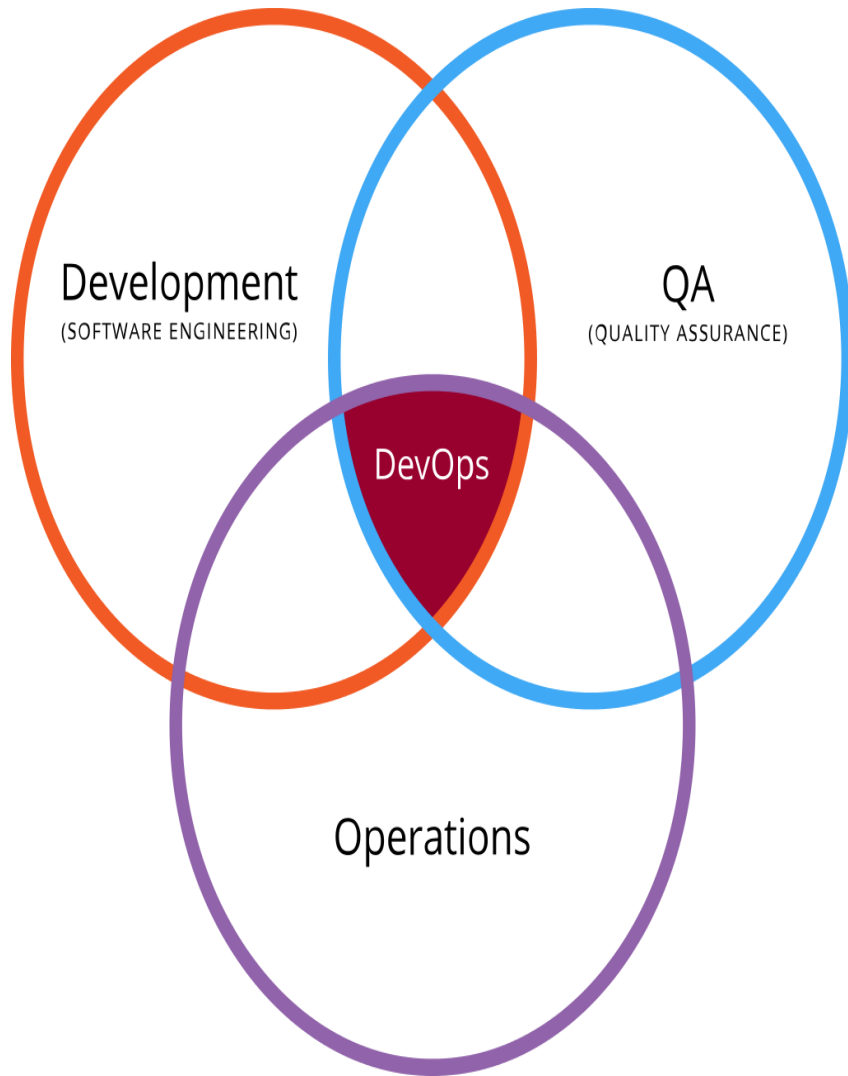 Development
(SOFTWARE ENGINEERING)
QA
(QUALITY ASSURANCE)
DevOps
Operations